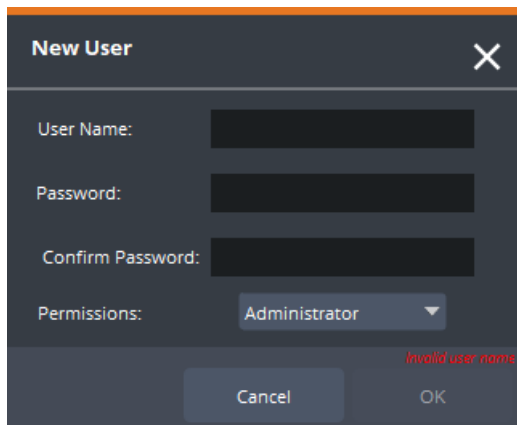 New User
User Name:
Password:
Confirm Password:
Permissions: Administrator
Invalid user name
Cancel OK